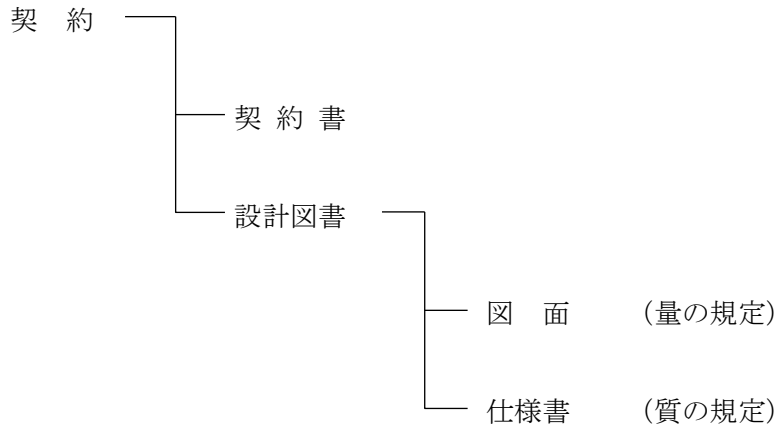 契　約
契 約 書
設計図書
図　面　　（量の規定）
仕様書　　（質の規定）